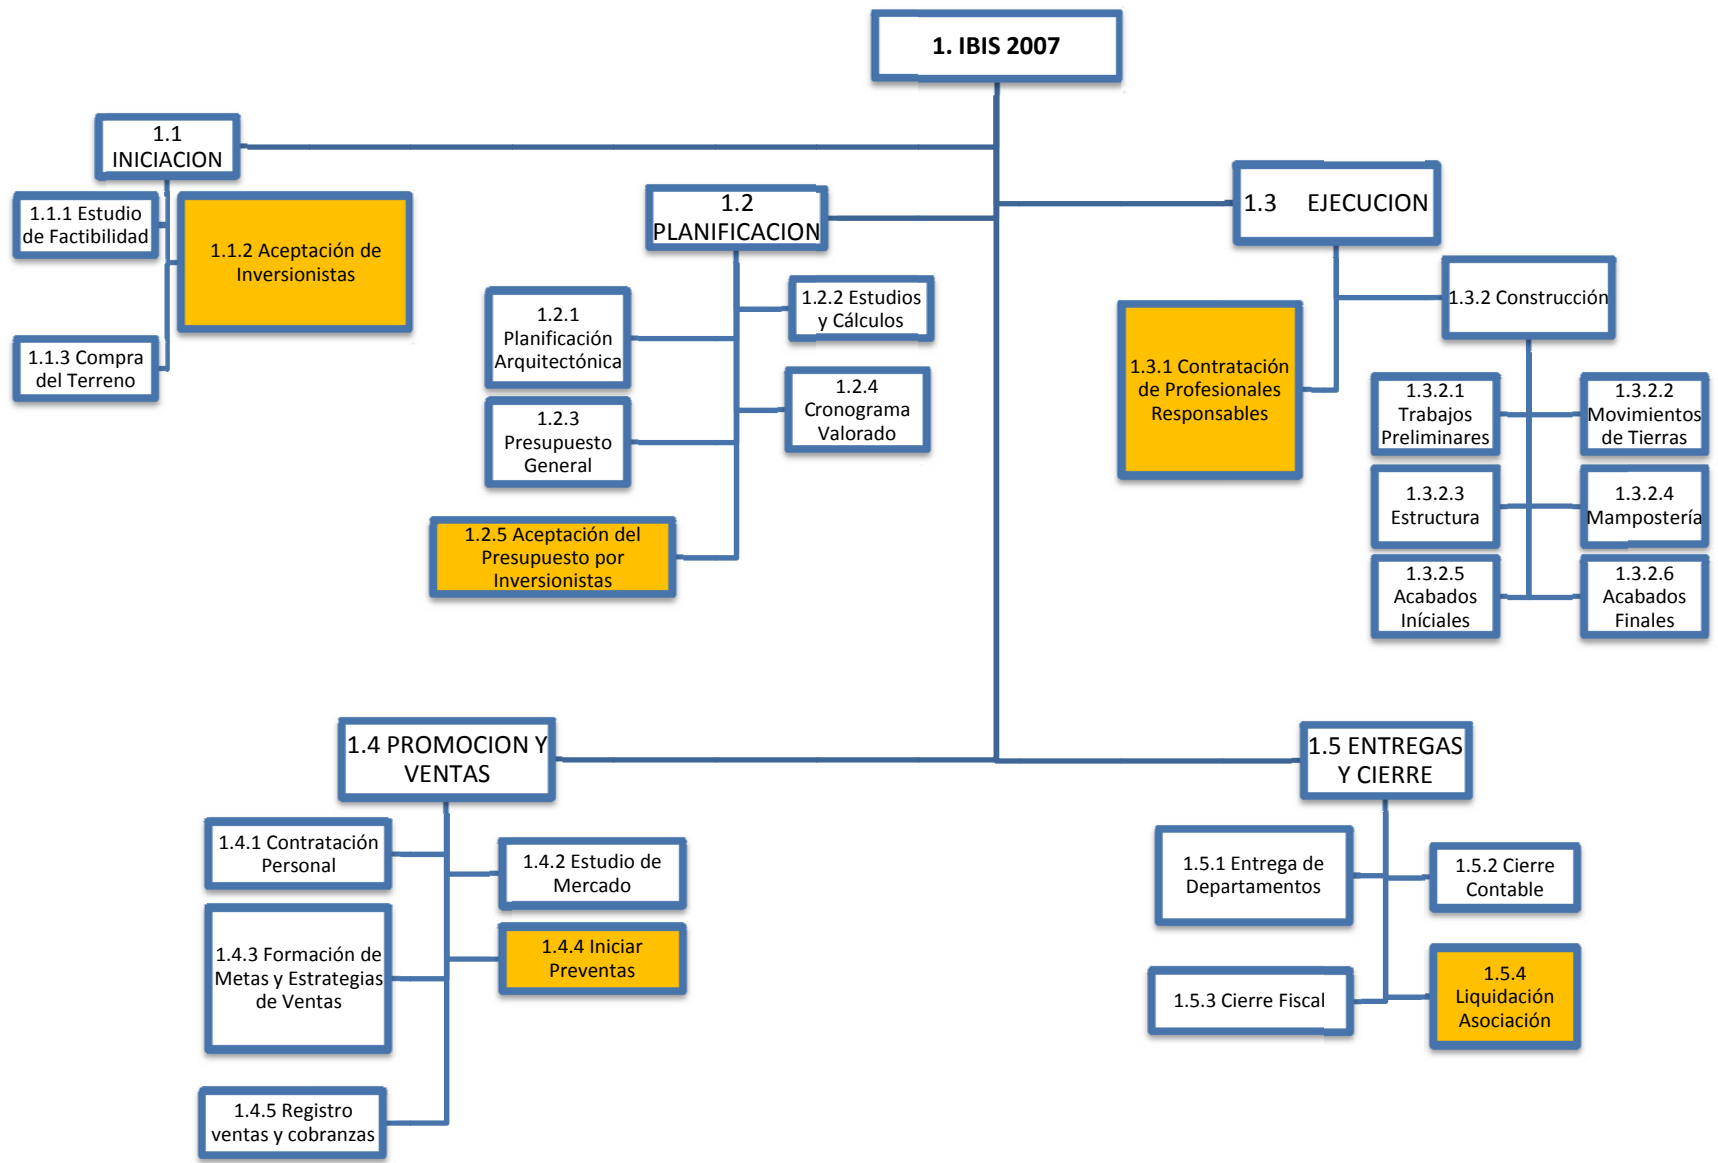 1. IBIS 2007
1.1
INICIACION
1.1.1 Estudio
de Factibilidad
1.1.2 Aceptación de
Inversionistas
1.1.3 Compra
del Terreno
1.2
PLANIFICACION
1.2.1
Planificación
Arquitectónica
1.2.2 Estudios
y Cálculos
1.2.3
Presupuesto
General
1.2.4
Cronograma
Valorado
1.2.5 Aceptación del
Presupuesto por
Inversionistas
1.3 EJECUCION
1.3.1 Contratación
de Profesionales
Responsables
1.3.2 Construcción
1.3.2.1
Trabajos
Preliminares
1.3.2.2
Movimientos
de Tierras
1.3.2.3
Estructura
1.3.2.4
Mampostería
1.3.2.5
Acabados
Iníciales
1.3.2.6
Acabados
Finales
1.4 PROMOCION Y
VENTAS
1.4.1 Contratación
Personal
1.4.2 Estudio de
Mercado
1.4.3 Formación de
Metas y Estrategias
de Ventas
1.4.4 Iniciar
Preventas
1.4.5 Registro
ventas y cobranzas
1.5 ENTREGAS
Y CIERRE
1.5.1 Entrega de
Departamentos
1.5.2 Cierre
Contable
1.5.3 Cierre Fiscal
1.5.4
Liquidación
Asociación